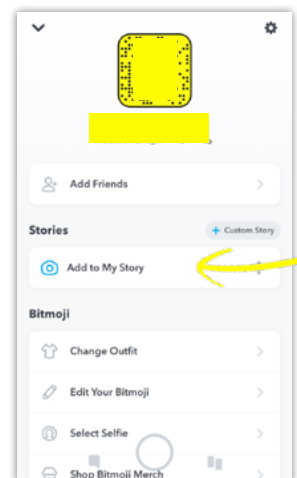 Add Friends
Stories
+ Custom Story
Add to My Story
Bitmoji
Change Outfit
Edit Your Bitmoji
Select Selfie
Shop Bitmoji Merch